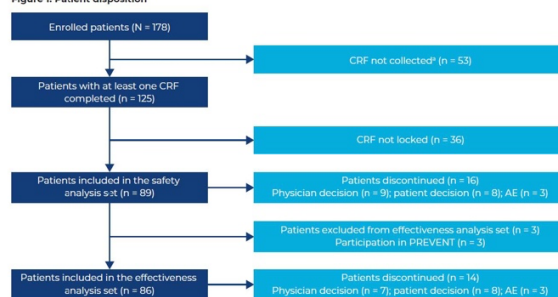 Figure 1. Patient disposition
Enrolled patients (N = 178)
CRF not collectedᵃ (n = 53)
Patients with at least one CRF
completed (n = 125)
CRF not locked (n = 36)
Patients included in the safety
analysis set (n = 89)
Patients discontinued (n = 16)
Physician decision (n = 9); patient decision (n = 8); AE (n = 3)
Patients excluded from effectiveness analysis set (n = 3)
Participation in PREVENT (n = 3)
Patients included in the effectiveness
analysis set (n = 86)
Patients discontinued (n = 14)
Physician decision (n = 7); patient decision (n = 8); AE (n = 3)